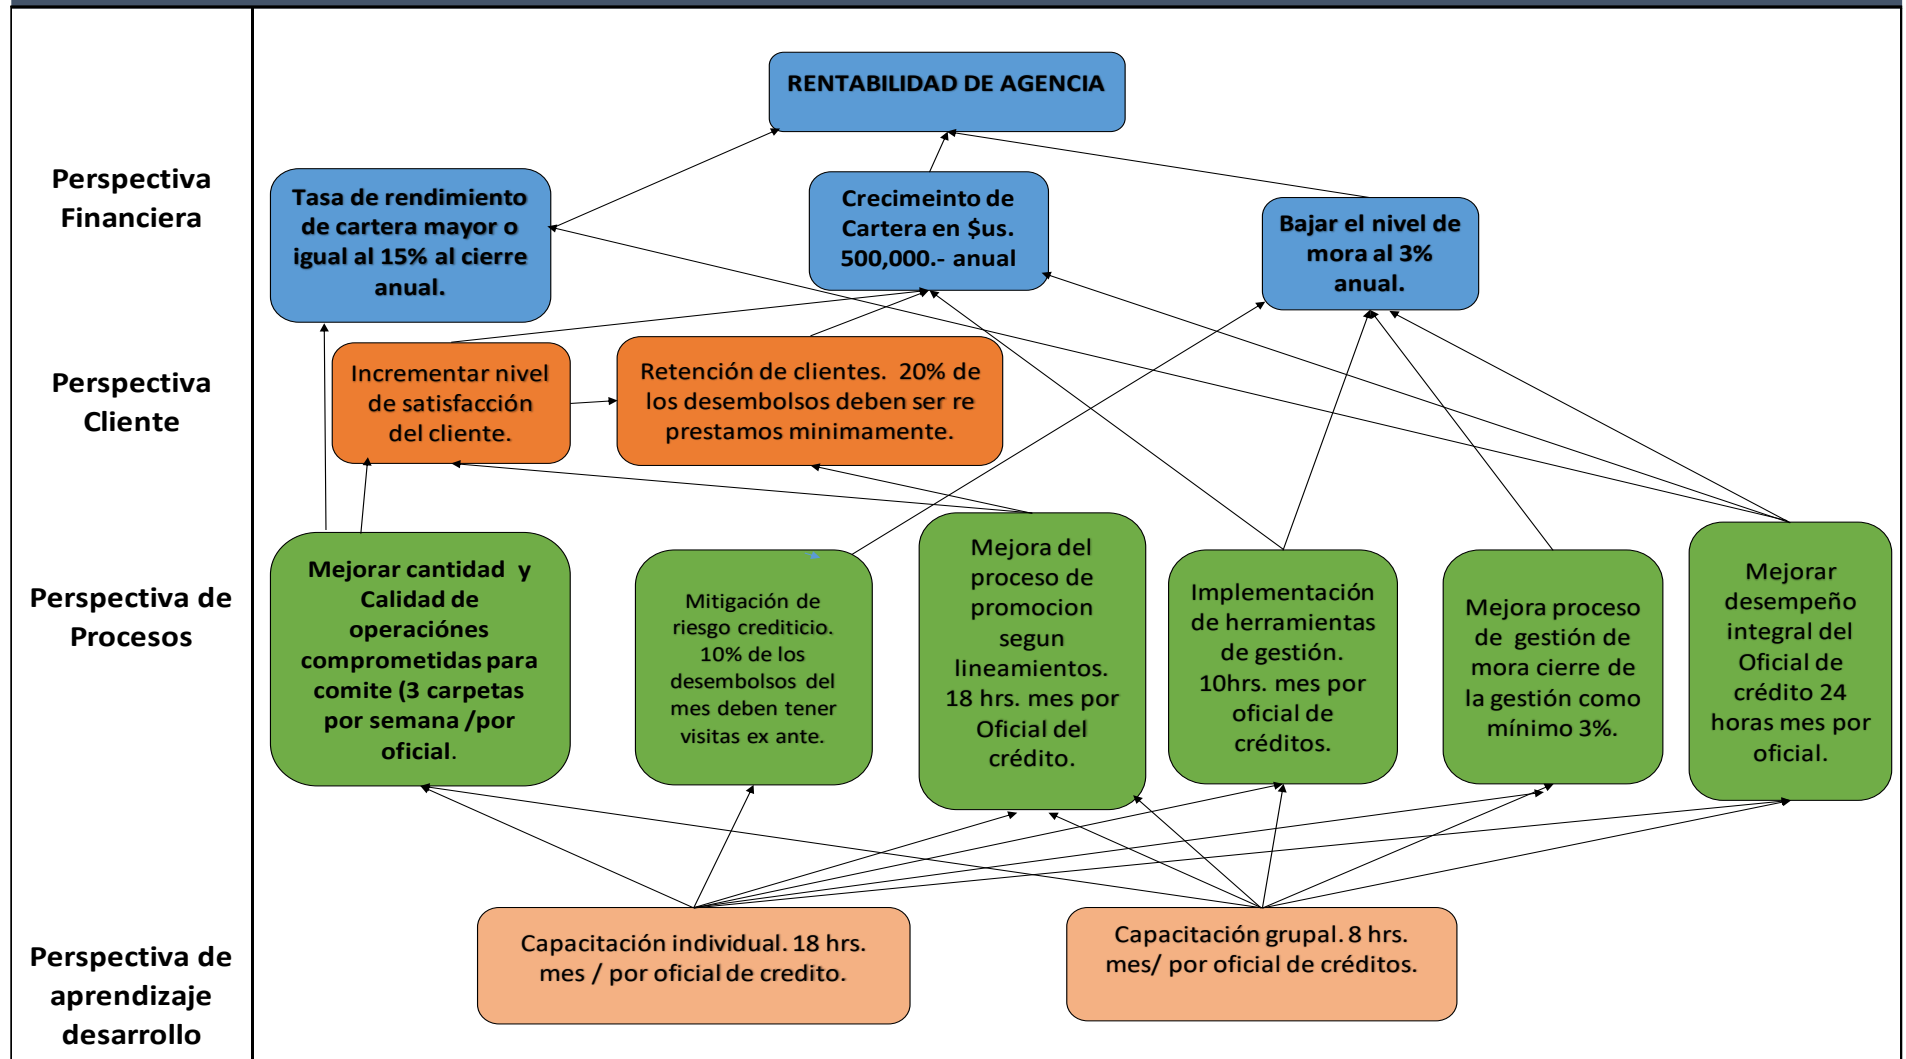 RENTABILIDAD DE AGENCIA
Perspectiva
Financiera
Tasa de rendimiento
de cartera mayor o
igual al 15% al cierre
anual.
Crecimeinto de
Cartera en $us.
500,000.- anual
Bajar el nivel de
mora al 3%
anual.
Perspectiva
Cliente
Incrementar nivel
de satisfacción
del cliente.
Retención de clientes. 20% de
los desembolsos deben ser re
prestamos minimamente.
Perspectiva de
Procesos
Mejorar cantidad y
Calidad de
operaciónes
comprometidas para
comite (3 carpetas
por semana /por
oficial.
Mitigación de
riesgo crediticio.
10% de los
desembolsos del
mes deben tener
visitas ex ante.
Mejora del
proceso de
promocion
segun
lineamientos.
18 hrs. mes por
Oficial del
crédito.
Implementación
de herramientas
de gestión.
10hrs. mes por
oficial de
créditos.
Mejora proceso
de gestión de
mora cierre de
la gestión como
mínimo 3%.
Mejorar
desempeño
integral del
Oficial de
crédito 24
horas mes por
oficial.
Perspectiva de
aprendizaje
desarrollo
Capacitación individual. 18 hrs.
mes / por oficial de credito.
Capacitación grupal. 8 hrs.
mes/ por oficial de créditos.